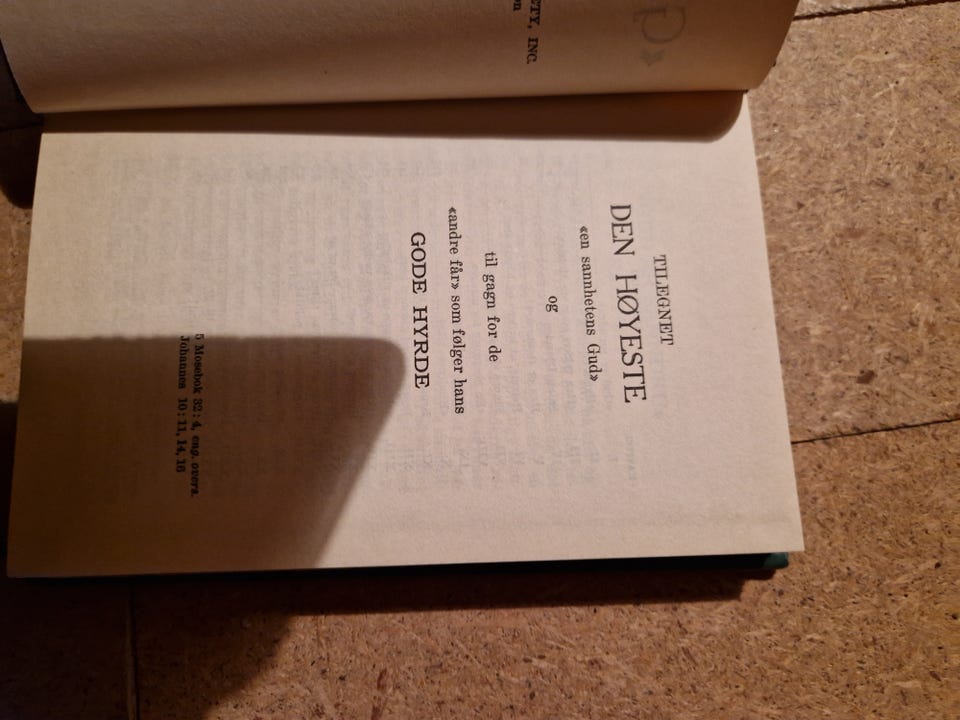 ETY, INC.
TILEGNET
DEN HØYESTE
«en sannhetens Gud»
og
til gagn for de
«andre får» som følger hans
GODE HYRDE
5 Mosebok 32:4, eng. overs.
Johannes 10:11, 14, 16